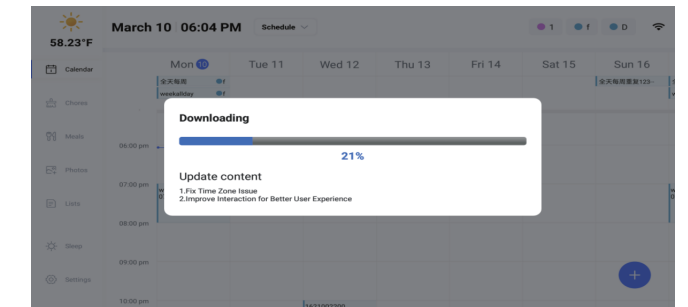 March 10 06:04 PM Schedule
1 f D
58.23°F
Calendar
Mon 10 Tue 11 Wed 12 Thu 13 Fri 14 Sat 15 Sun 16
全天每周 f
weekallday f
全天每周重复123-
Chores
Downloading
21%
Update content
1.Fix Time Zone Issue
2.Improve Interaction for Better User Experience
Meals
06:00 pm
Photos
07:00 pm
Lists
08:00 pm
Sleep
09:00 pm
Settings
+
10:00 pm